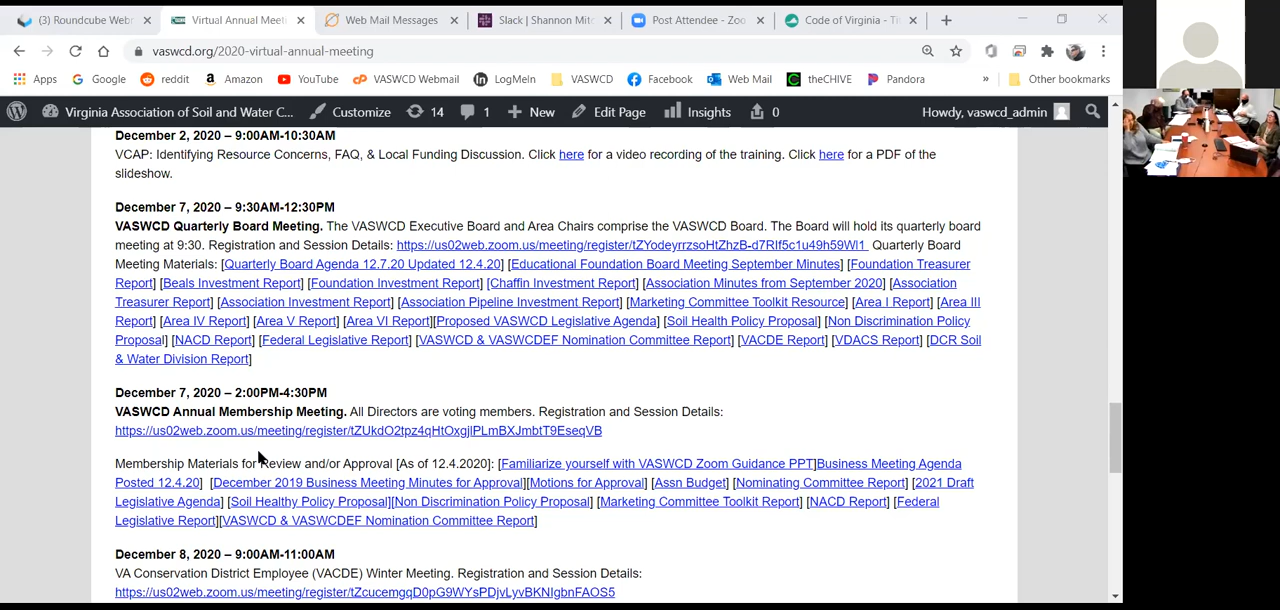 (3) Roundcube Webm
Virtual Annual Meeti
Web Mail Messages
Slack | Shannon Mitc
Post Attendee - Zoo
Code of Virginia - Tit
vaswcd.org/2020-virtual-annual-meeting
Apps Google reddit Amazon YouTube VASWCD Webmail LogMeIn VASWCD Facebook Web Mail theCHIVE Pandora » Other bookmarks
Virginia Association of Soil and Water C... Customize 14 1 New Edit Page Insights 0 Howdy, vaswcd_admin
December 2, 2020 – 9:00AM-10:30AM
VCAP: Identifying Resource Concerns, FAQ, & Local Funding Discussion. Click here for a video recording of the training. Click here for a PDF of the
slideshow.
December 7, 2020 – 9:30AM-12:30PM
VASWCD Quarterly Board Meeting. The VASWCD Executive Board and Area Chairs comprise the VASWCD Board. The Board will hold its quarterly board
meeting at 9:30. Registration and Session Details: https://us02web.zoom.us/meeting/register/tZYodeyrrzsoHtZhzB-d7RIf5c1u49h59Wl1 Quarterly Board
Meeting Materials: [Quarterly Board Agenda 12.7.20 Updated 12.4.20] [Educational Foundation Board Meeting September Minutes] [Foundation Treasurer
Report] [Beals Investment Report] [Foundation Investment Report] [Chaffin Investment Report] [Association Minutes from September 2020] [Association
Treasurer Report] [Association Investment Report] [Association Pipeline Investment Report] [Marketing Committee Toolkit Resource] [Area I Report] [Area III
Report] [Area IV Report] [Area V Report] [Area VI Report][Proposed VASWCD Legislative Agenda] [Soil Health Policy Proposal] [Non Discrimination Policy
Proposal] [NACD Report] [Federal Legislative Report] [VASWCD & VASWCDEF Nomination Committee Report] [VACDE Report] [VDACS Report] [DCR Soil
& Water Division Report]
December 7, 2020 – 2:00PM-4:30PM
VASWCD Annual Membership Meeting. All Directors are voting members. Registration and Session Details:
https://us02web.zoom.us/meeting/register/tZUkdO2tpz4qHtOxgjlPLmBXJmbtT9EseqVB
Membership Materials for Review and/or Approval [As of 12.4.2020]: [Familiarize yourself with VASWCD Zoom Guidance PPT]Business Meeting Agenda
Posted 12.4.20] [December 2019 Business Meeting Minutes for Approval][Motions for Approval] [Assn Budget] [Nominating Committee Report] [2021 Draft
Legislative Agenda] [Soil Healthy Policy Proposal][Non Discrimination Policy Proposal] [Marketing Committee Toolkit Report] [NACD Report] [Federal
Legislative Report][VASWCD & VASWCDEF Nomination Committee Report]
December 8, 2020 – 9:00AM-11:00AM
VA Conservation District Employee (VACDE) Winter Meeting. Registration and Session Details:
https://us02web.zoom.us/meeting/register/tZcucemgqD0pG9WYsPDjvLyvBKNIgbnFAOS5